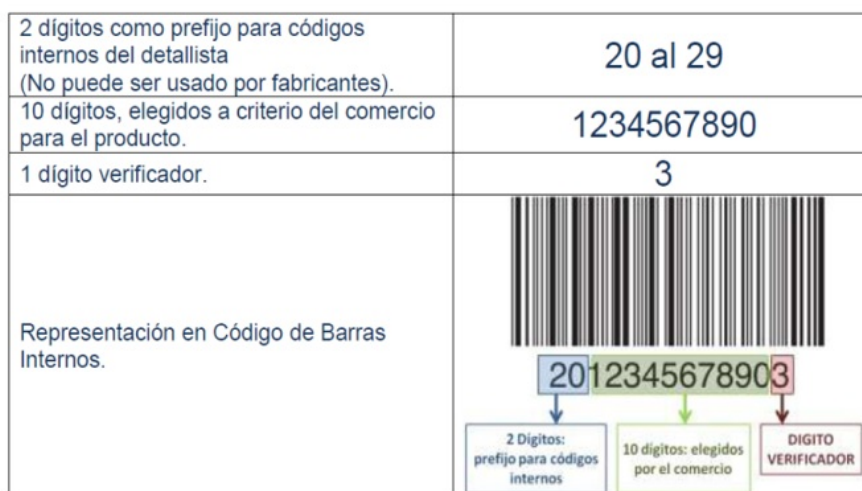 2 dígitos como prefijo para códigos
internos del detallista
(No puede ser usado por fabricantes).
20 al 29
10 dígitos, elegidos a criterio del comercio
para el producto.
1234567890
1 dígito verificador.
3
Representación en Código de Barras
Internos.
2012345678903
2 Dígitos:
prefijo para códigos
internos
10 dígitos: elegidos
por el comercio
DIGITO
VERIFICADOR